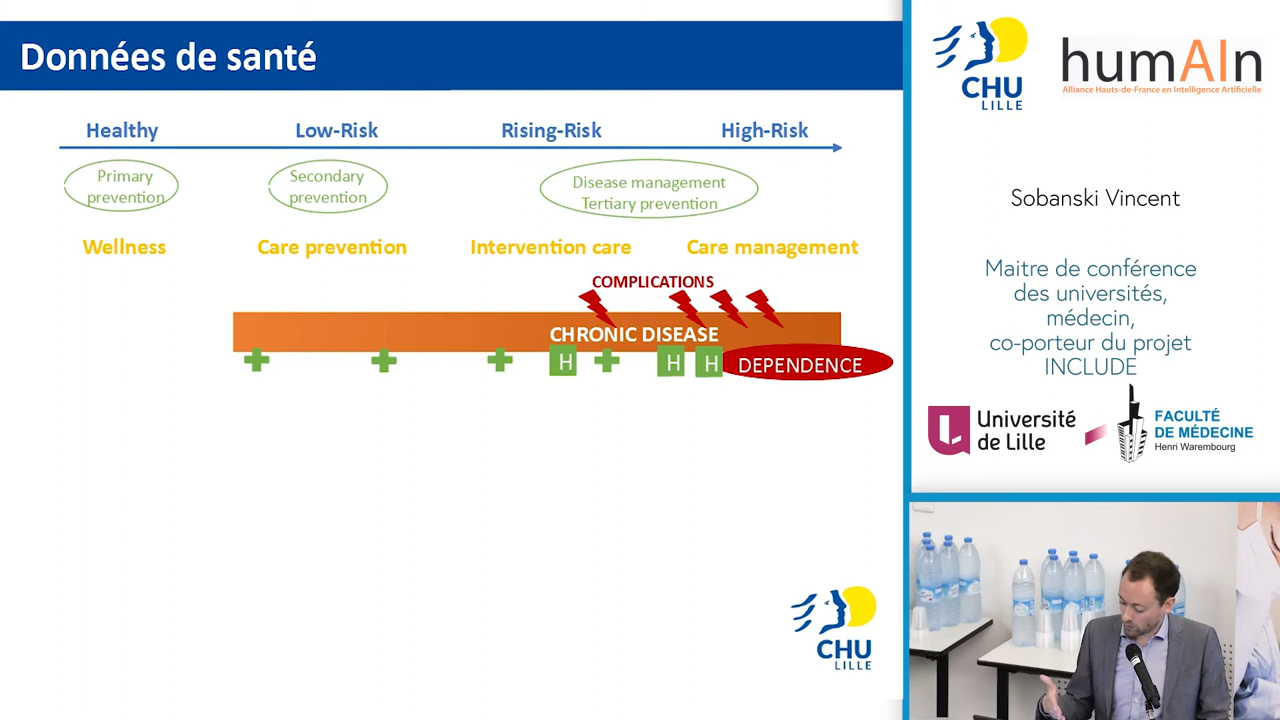 Données de santé
Healthy
Low-Risk
Rising-Risk
High-Risk
Primary
prevention
Secondary
prevention
Disease management
Tertiary prevention
Wellness
Care prevention
Intervention care
Care management
COMPLICATIONS
CHRONIC DISEASE
H
H
H
DEPENDENCE
CHU
LILLE
CHU
LILLE
humAIn
Alliance Hauts-de-France en Intelligence Artificielle
Sobanski Vincent
Maitre de conférence
des universités,
médecin,
co-porteur du projet
INCLUDE
Université
de Lille
FACULTÉ
DE MÉDECINE
Henri Warembourg